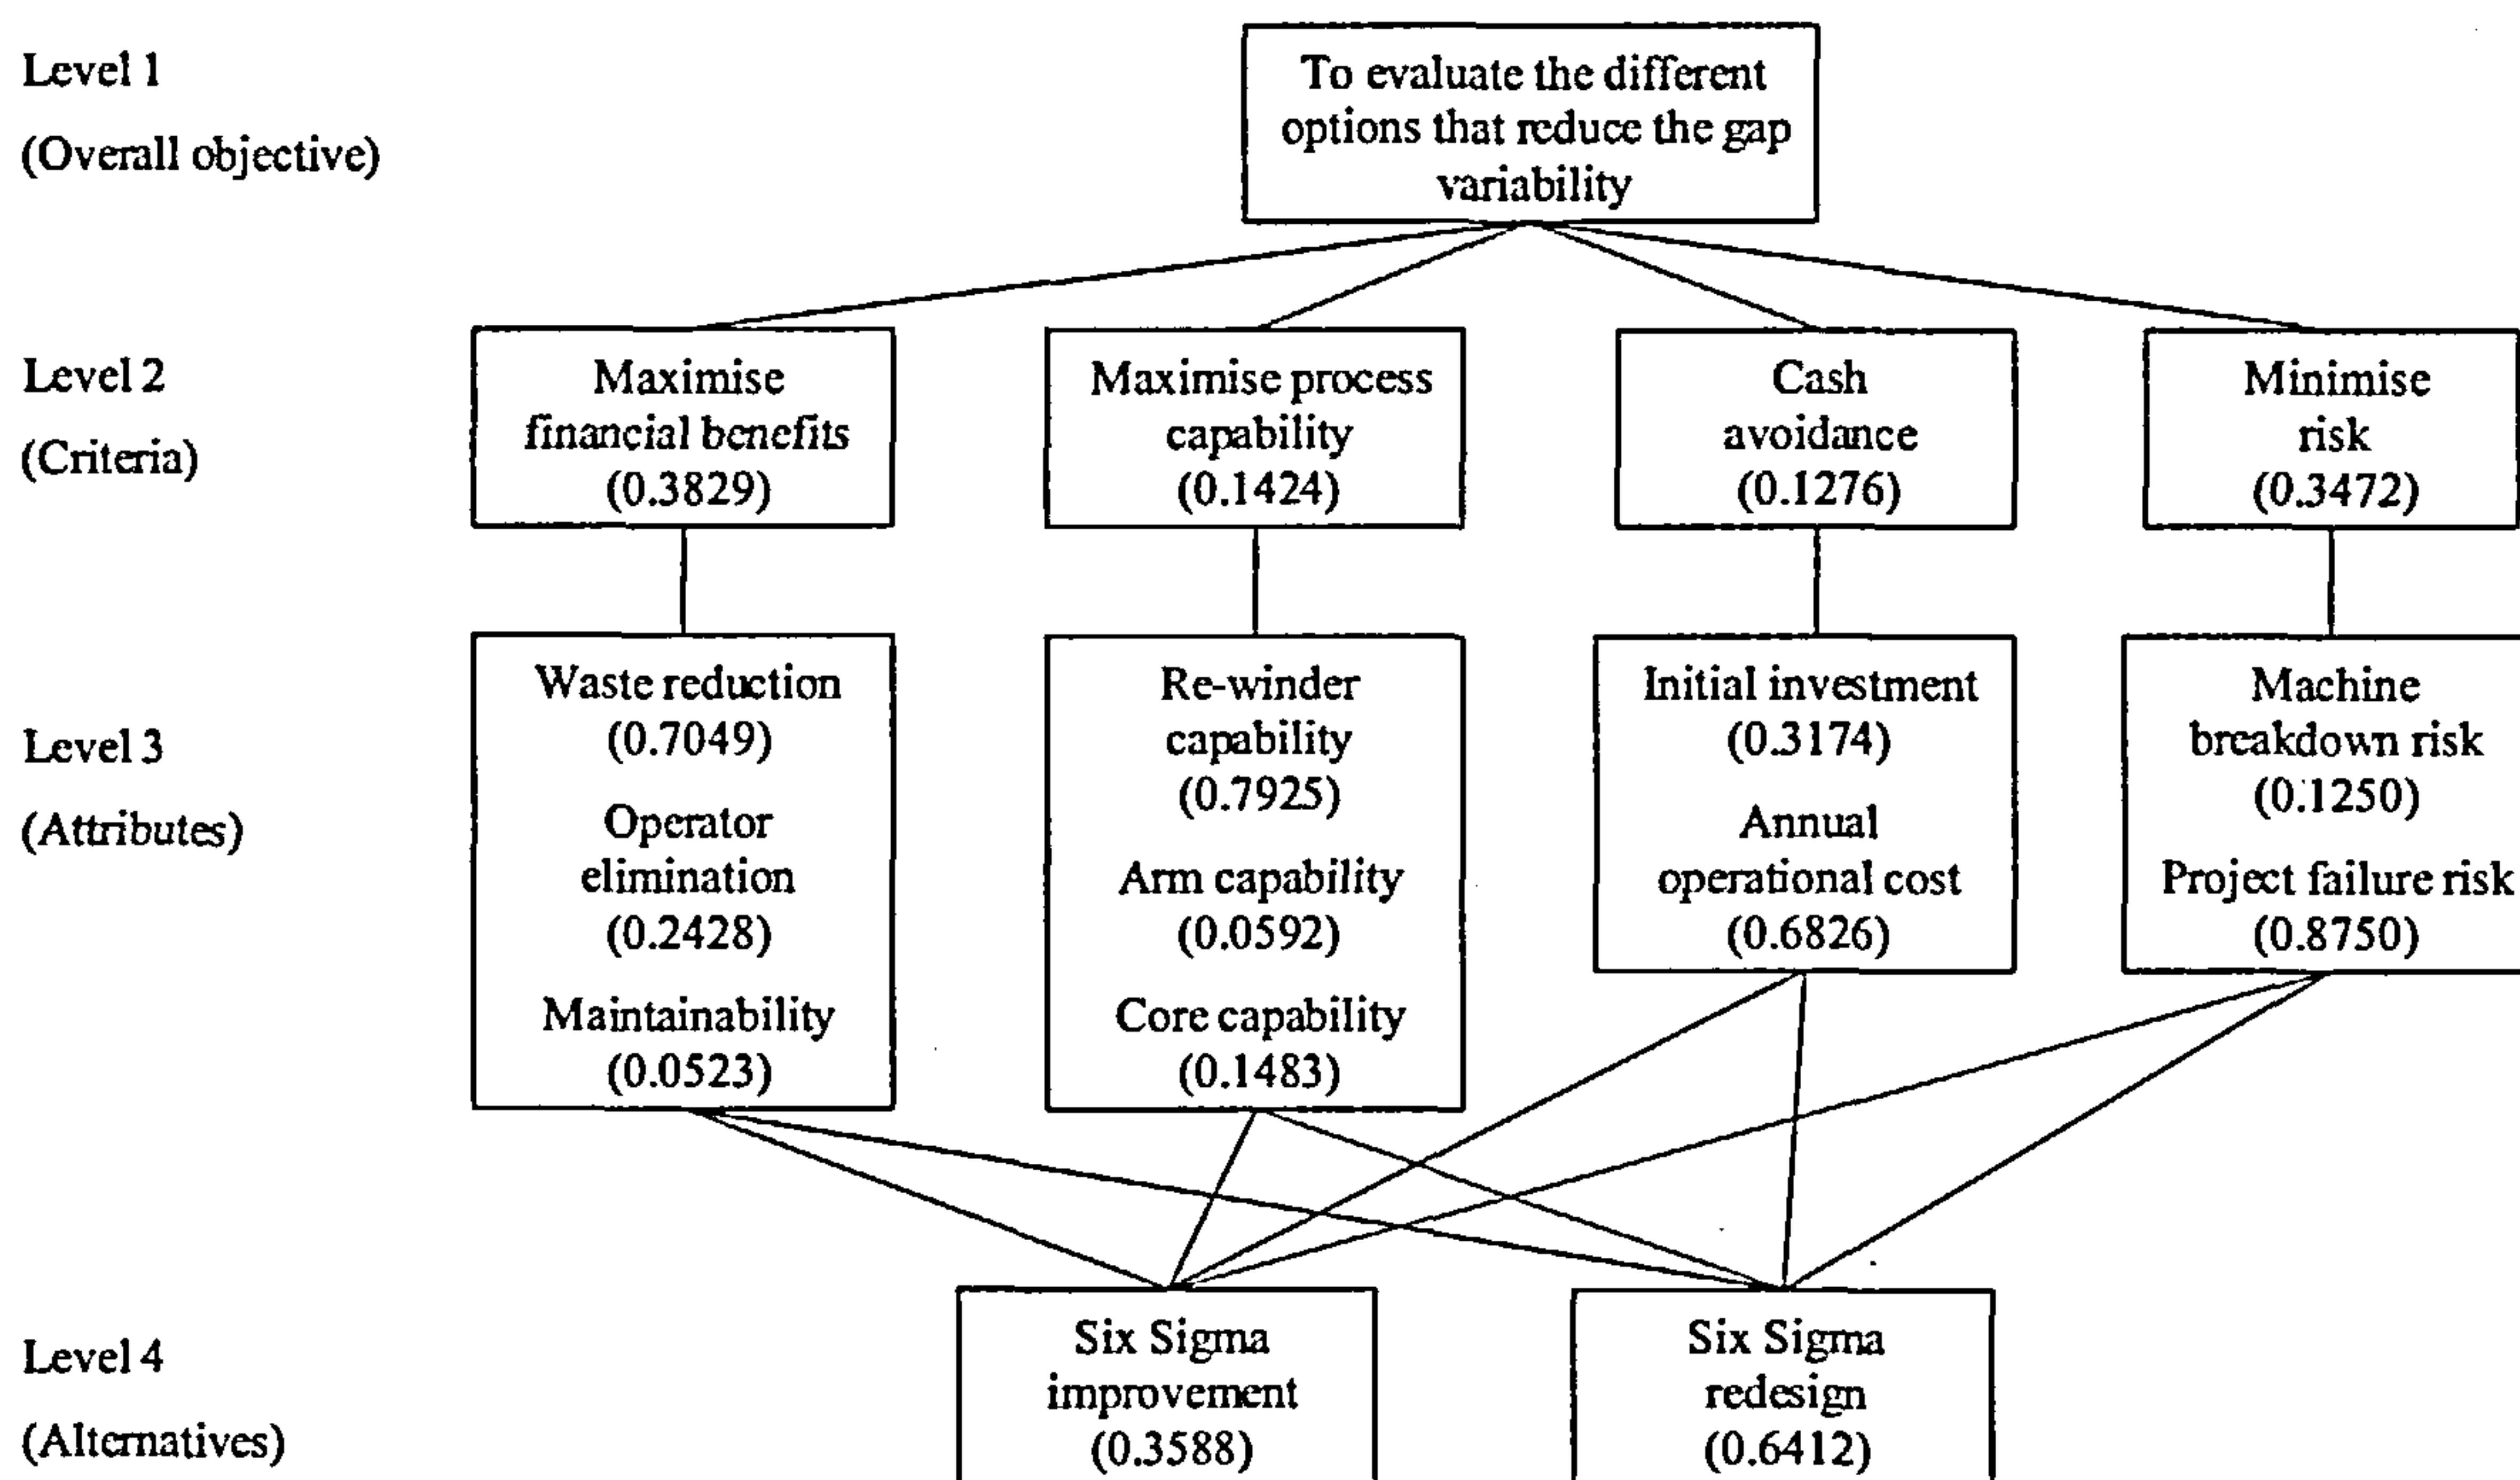 Level 1
(Overall objective)
To evaluate the different
options that reduce the gap
variability
Level 2
(Criteria)
Maximise
financial benefits
(0.3829)
Maximise process
capability
(0.1424)
Cash
avoidance
(0.1276)
Minimise
risk
(0.3472)
Level 3
(Attributes)
Waste reduction
(0.7049)
Operator
elimination
(0.2428)
Maintainability
(0.0523)
Re-winder
capability
(0.7925)
Arm capability
(0.0592)
Core capability
(0.1483)
Initial investment
(0.3174)
Annual
operational cost
(0.6826)
Machine
breakdown risk
(0.1250)
Project failure risk
(0.8750)
Level 4
(Alternatives)
Six Sigma
improvement
(0.3588)
Six Sigma
redesign
(0.6412)